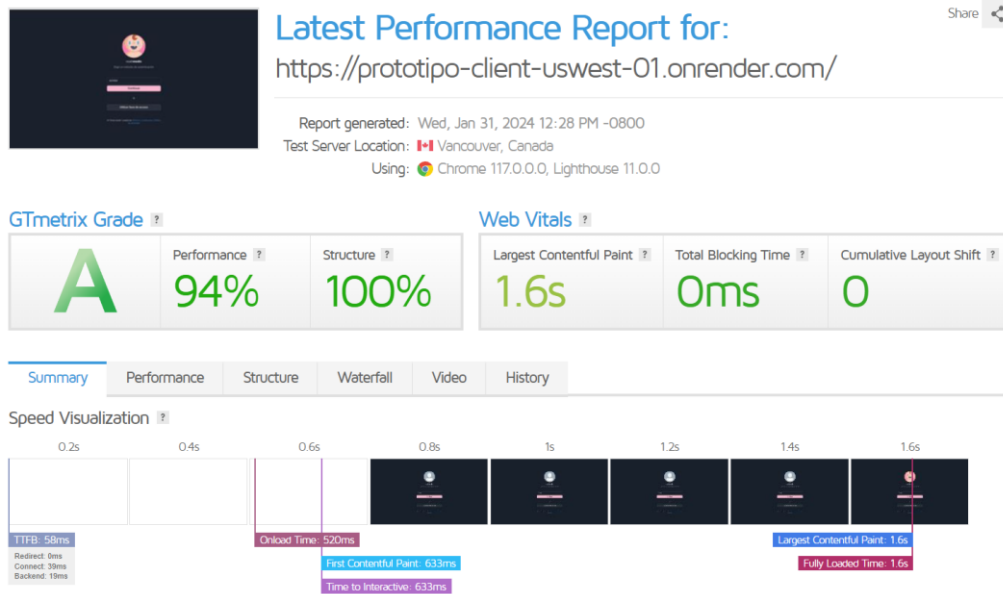 Share
Latest Performance Report for:
https://prototipo-client-uswest-01.onrender.com/
Report generated: Wed, Jan 31, 2024 12:28 PM -0800
Test Server Location: Vancouver, Canada
Using: Chrome 117.0.0.0, Lighthouse 11.0.0
GTmetrix Grade ?
Web Vitals ?
A
Performance ?
94%
Structure ?
100%
Largest Contentful Paint ?
1.6s
Total Blocking Time ?
0ms
Cumulative Layout Shift ?
0
Summary
Performance
Structure
Waterfall
Video
History
Speed Visualization ?
0.2s 0.4s 0.6s 0.8s 1s 1.2s 1.4s 1.6s
TTFB: 58ms
Redirect: 0ms
Connect: 39ms
Backend: 19ms
Onload Time: 520ms
First Contentful Paint: 633ms
Time to Interactive: 633ms
Largest Contentful Paint: 1.6s
Fully Loaded Time: 1.6s